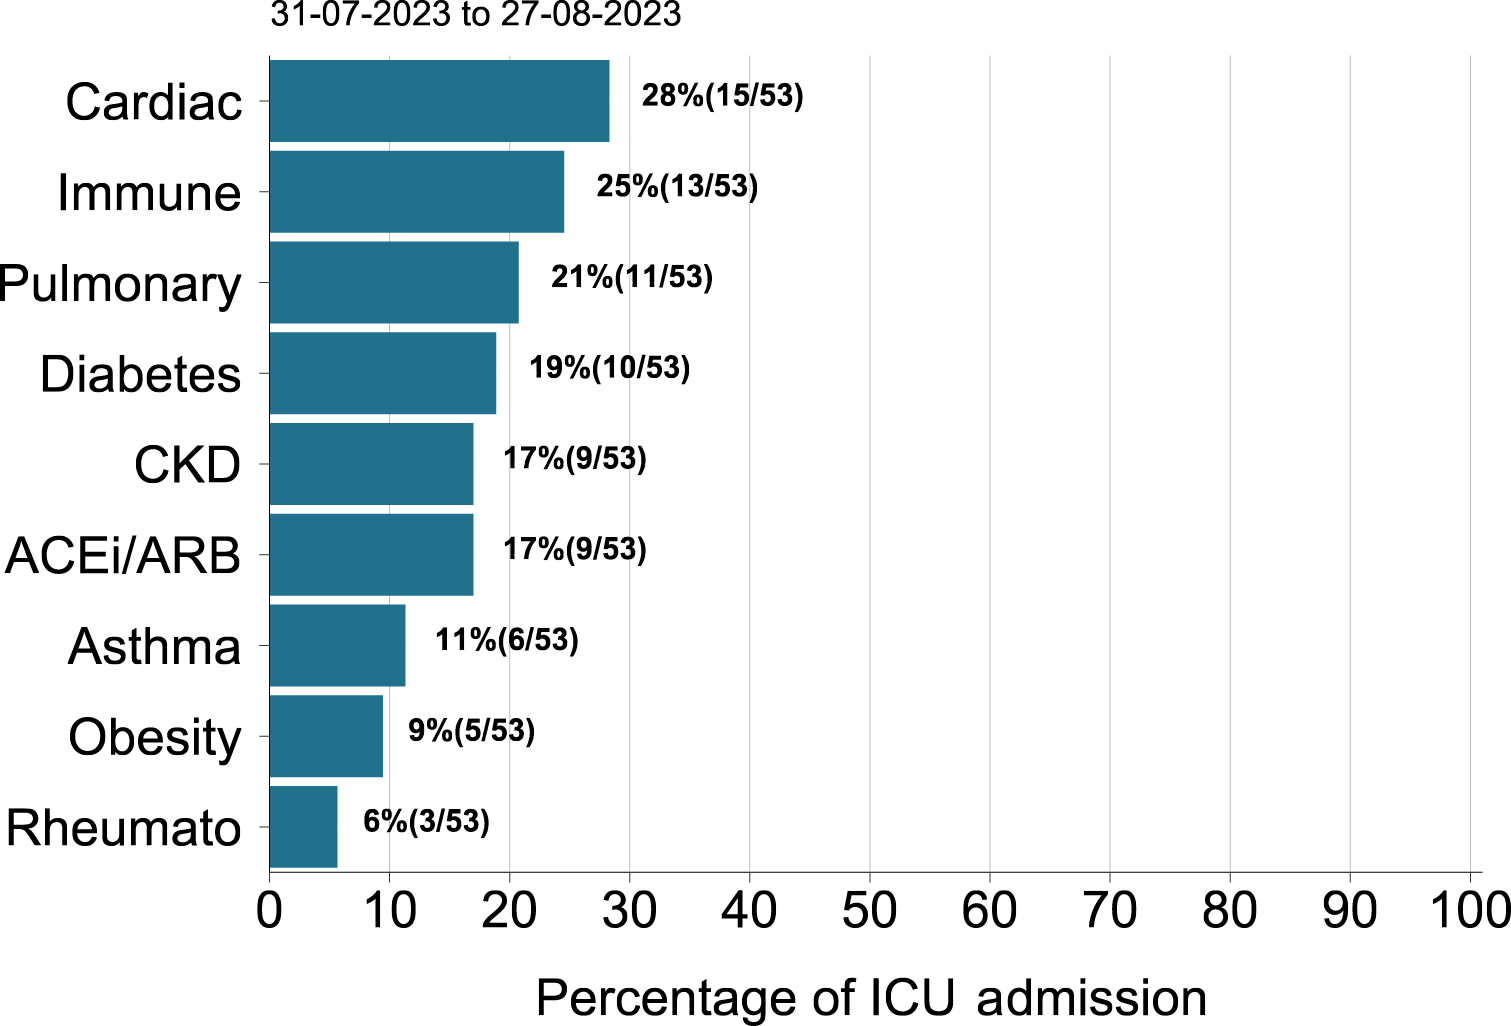 31-07-2023 to 27-08-2023
Cardiac 28%(15/53)
Immune 25%(13/53)
Pulmonary 21%(11/53)
Diabetes 19%(10/53)
CKD 17%(9/53)
ACEi/ARB 17%(9/53)
Asthma 11%(6/53)
Obesity 9%(5/53)
Rheumato 6%(3/53)
0 10 20 30 40 50 60 70 80 90 100
Percentage of ICU admission